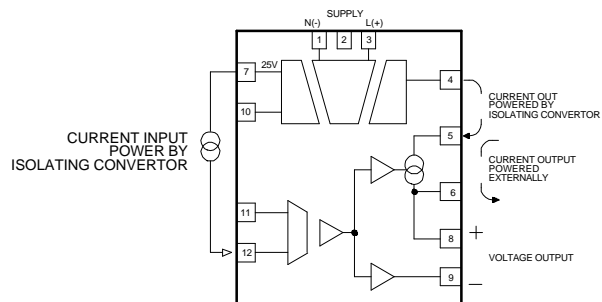 SUPPLY
N(-) L(+)
1 2 3
7 25V
4
10
CURRENT OUT
POWERED BY
ISOLATING CONVERTOR
5
CURRENT INPUT
POWER BY
ISOLATING CONVERTOR
CURRENT OUTPUT
POWERED
EXTERNALLY
6
11
8 +
12
VOLTAGE OUTPUT
9 —